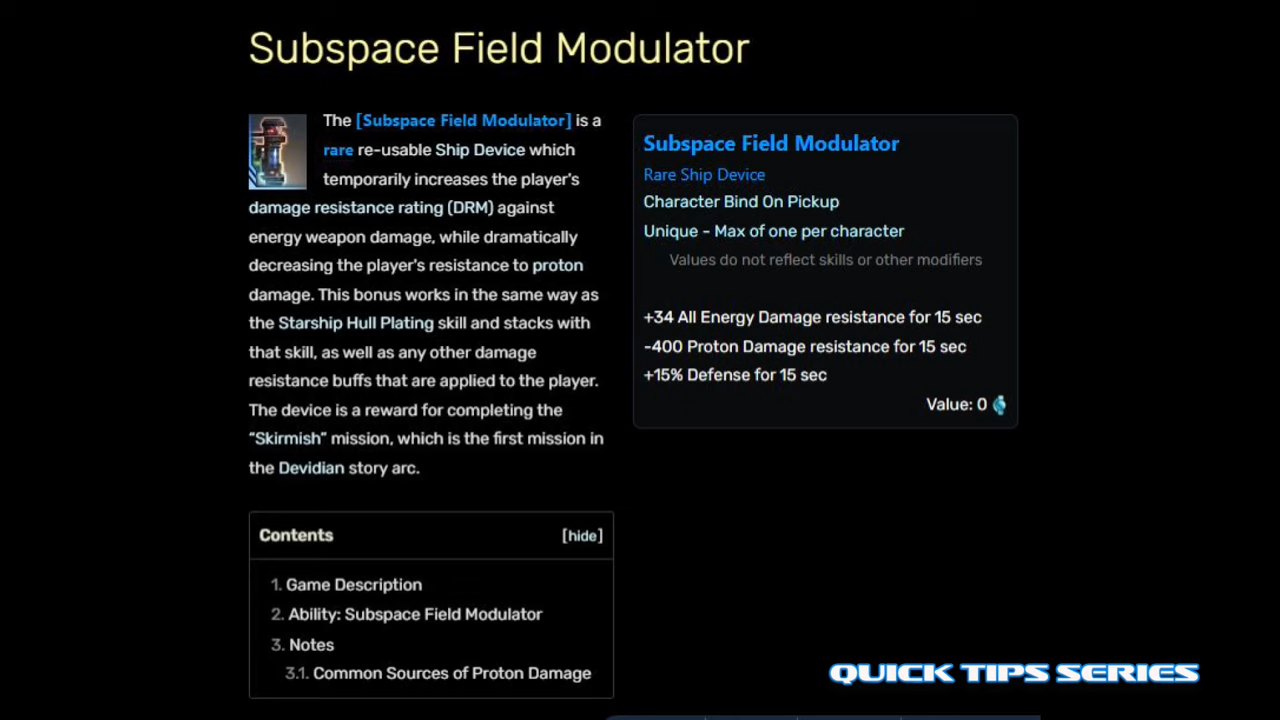 Subspace Field Modulator
The [Subspace Field Modulator] is a
rare re-usable Ship Device which
temporarily increases the player's
damage resistance rating (DRM) against
energy weapon damage, while dramatically
decreasing the player's resistance to proton
damage. This bonus works in the same way as
the Starship Hull Plating skill and stacks with
that skill, as well as any other damage
resistance buffs that are applied to the player.
The device is a reward for completing the
“Skirmish” mission, which is the first mission in
the Devidian story arc.
Subspace Field Modulator
Rare Ship Device
Character Bind On Pickup
Unique - Max of one per character
Values do not reflect skills or other modifiers
+34 All Energy Damage resistance for 15 sec
-400 Proton Damage resistance for 15 sec
+15% Defense for 15 sec
Value: 0
Contents [hide]
1. Game Description
2. Ability: Subspace Field Modulator
3. Notes
3.1. Common Sources of Proton Damage
QUICK TIPS SERIES